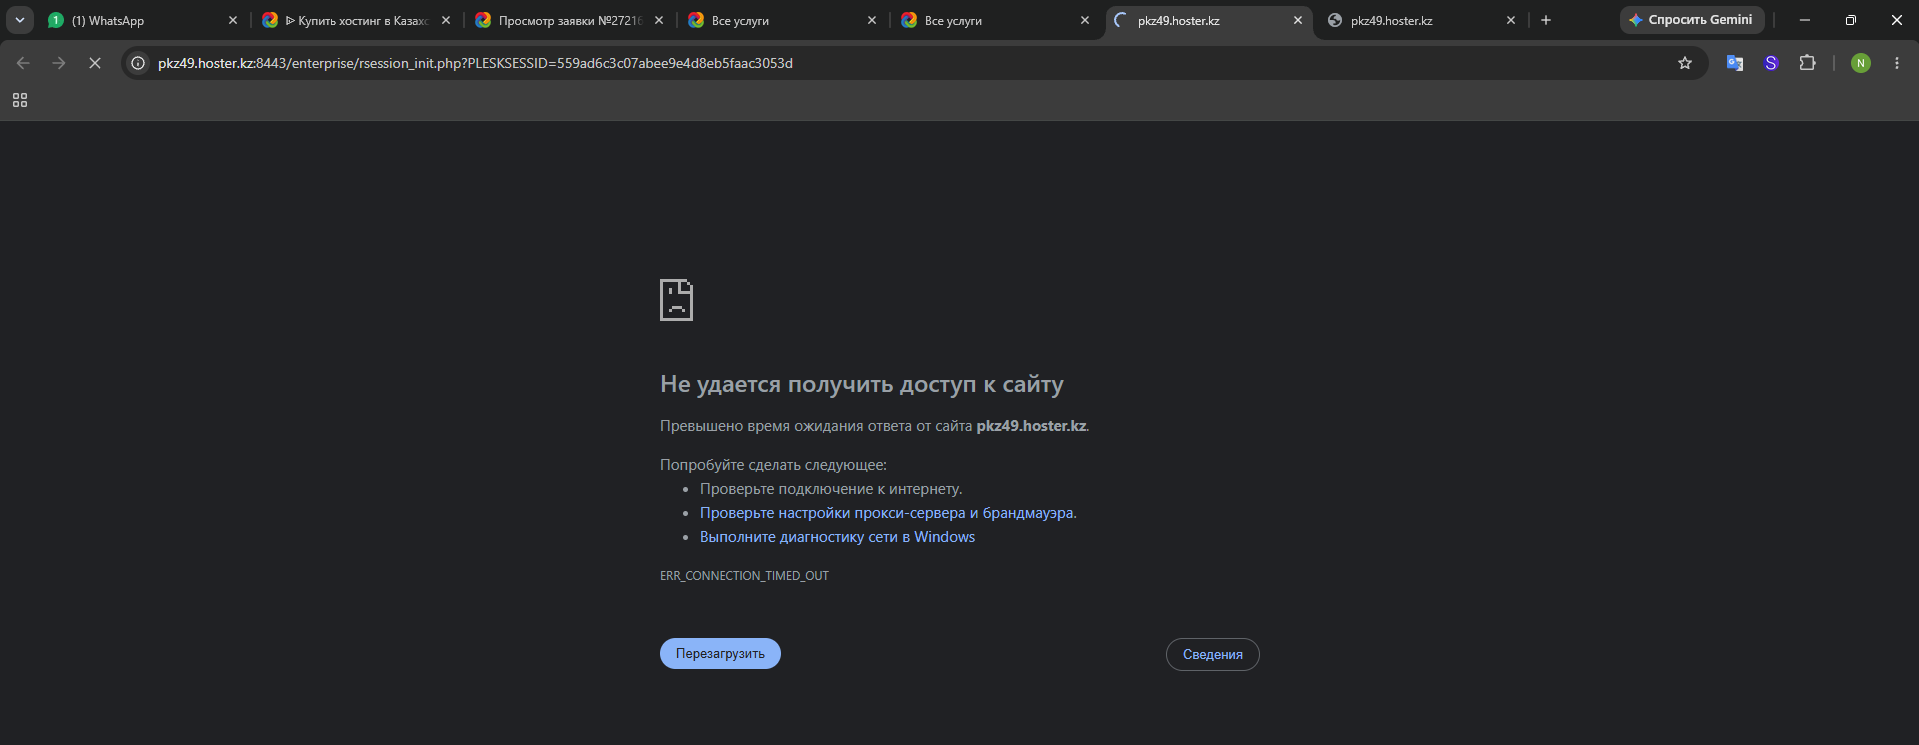 (1) WhatsApp
ᐉ Купить хостинг в Казахс
Просмотр заявки №27216
Все услуги
Все услуги
pkz49.hoster.kz
pkz49.hoster.kz
Спросить Gemini
pkz49.hoster.kz:8443/enterprise/rsession_init.php?PLESKSESSID=559ad6c3c07abee9e4d8eb5faac3053d
S
N
Не удается получить доступ к сайту
Превышено время ожидания ответа от сайта pkz49.hoster.kz.
Попробуйте сделать следующее:
• Проверьте подключение к интернету.
• Проверьте настройки прокси-сервера и брандмауэра.
• Выполните диагностику сети в Windows
ERR_CONNECTION_TIMED_OUT
Перезагрузить
Сведения